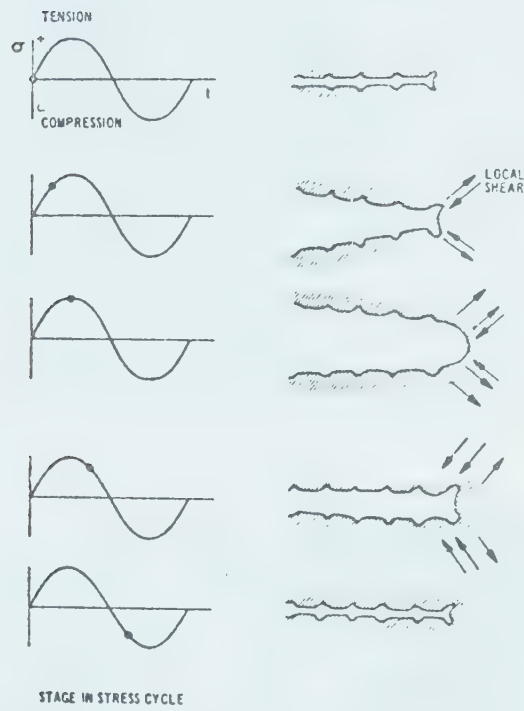 TENSION
σ
+
t
COMPRESSION
LOCAL
SHEAR
STAGE IN STRESS CYCLE